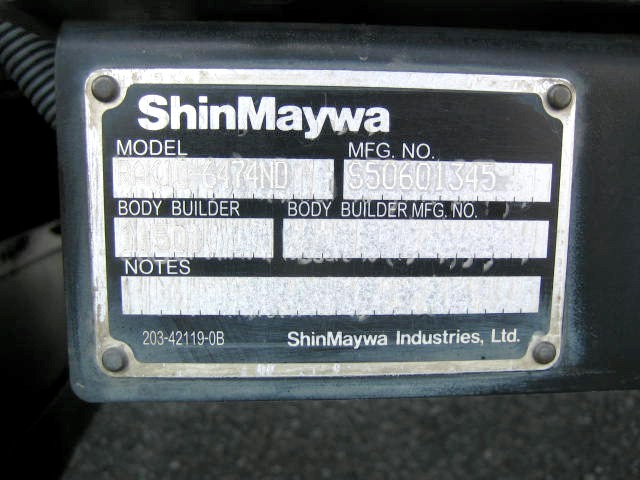 ShinMaywa
MODEL MFG. NO.
S50601345
BODY BUILDER BODY BUILDER MFG. NO.
NOTES
203-42119-0B ShinMaywa Industries, Ltd.